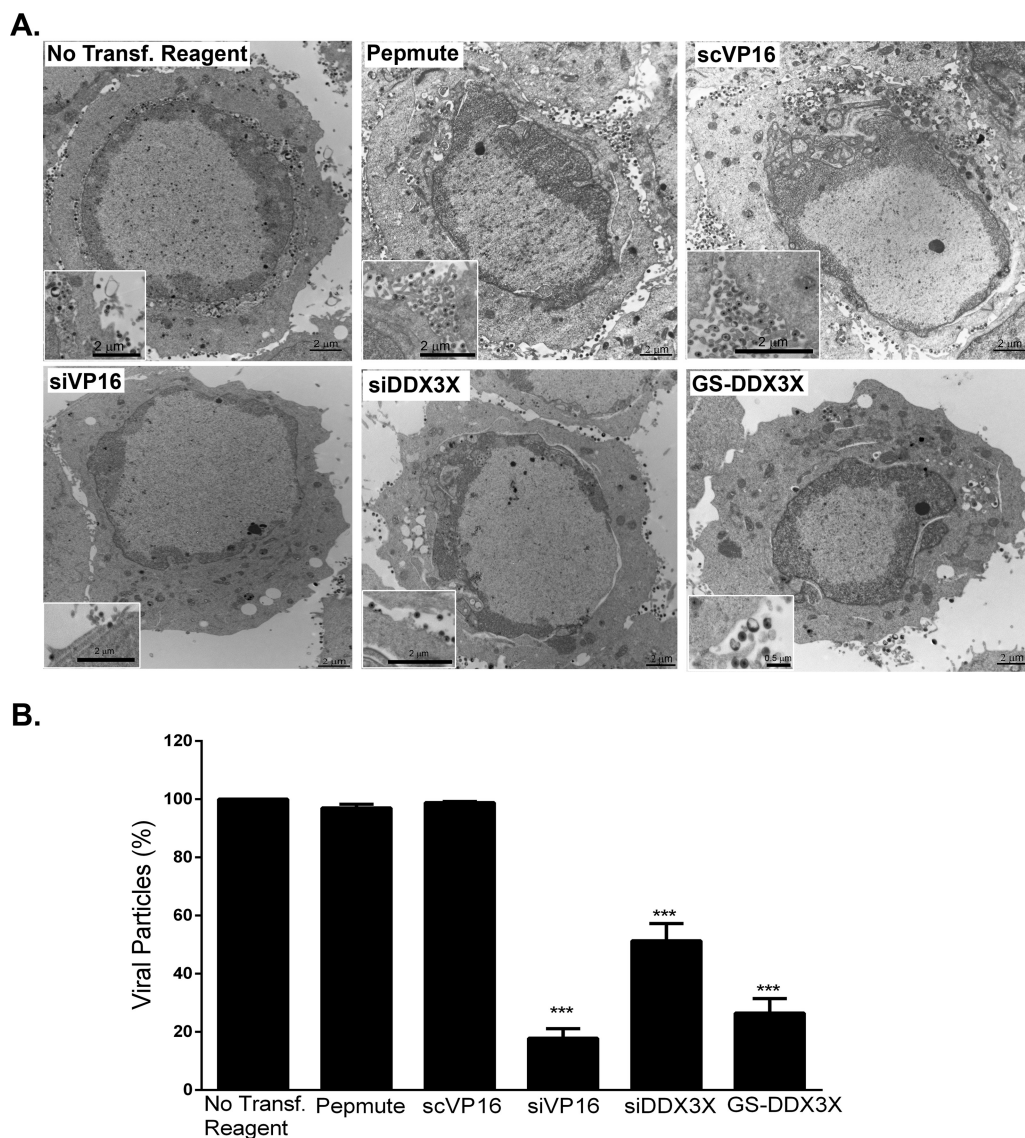 A.
No Transf. Reagent
Pepmute
scVP16
2 µm
2 µm
2 µm
2 µm
2 µm
2 µm
siVP16
siDDX3X
GS-DDX3X
2 µm
2 µm
2 µm
2 µm
0.5 µm
2 µm
B.
Viral Particles (%)
120
100
80
60
40
20
0
***
***
***
No Transf.
Reagent
Pepmute
scVP16
siVP16
siDDX3X
GS-DDX3X